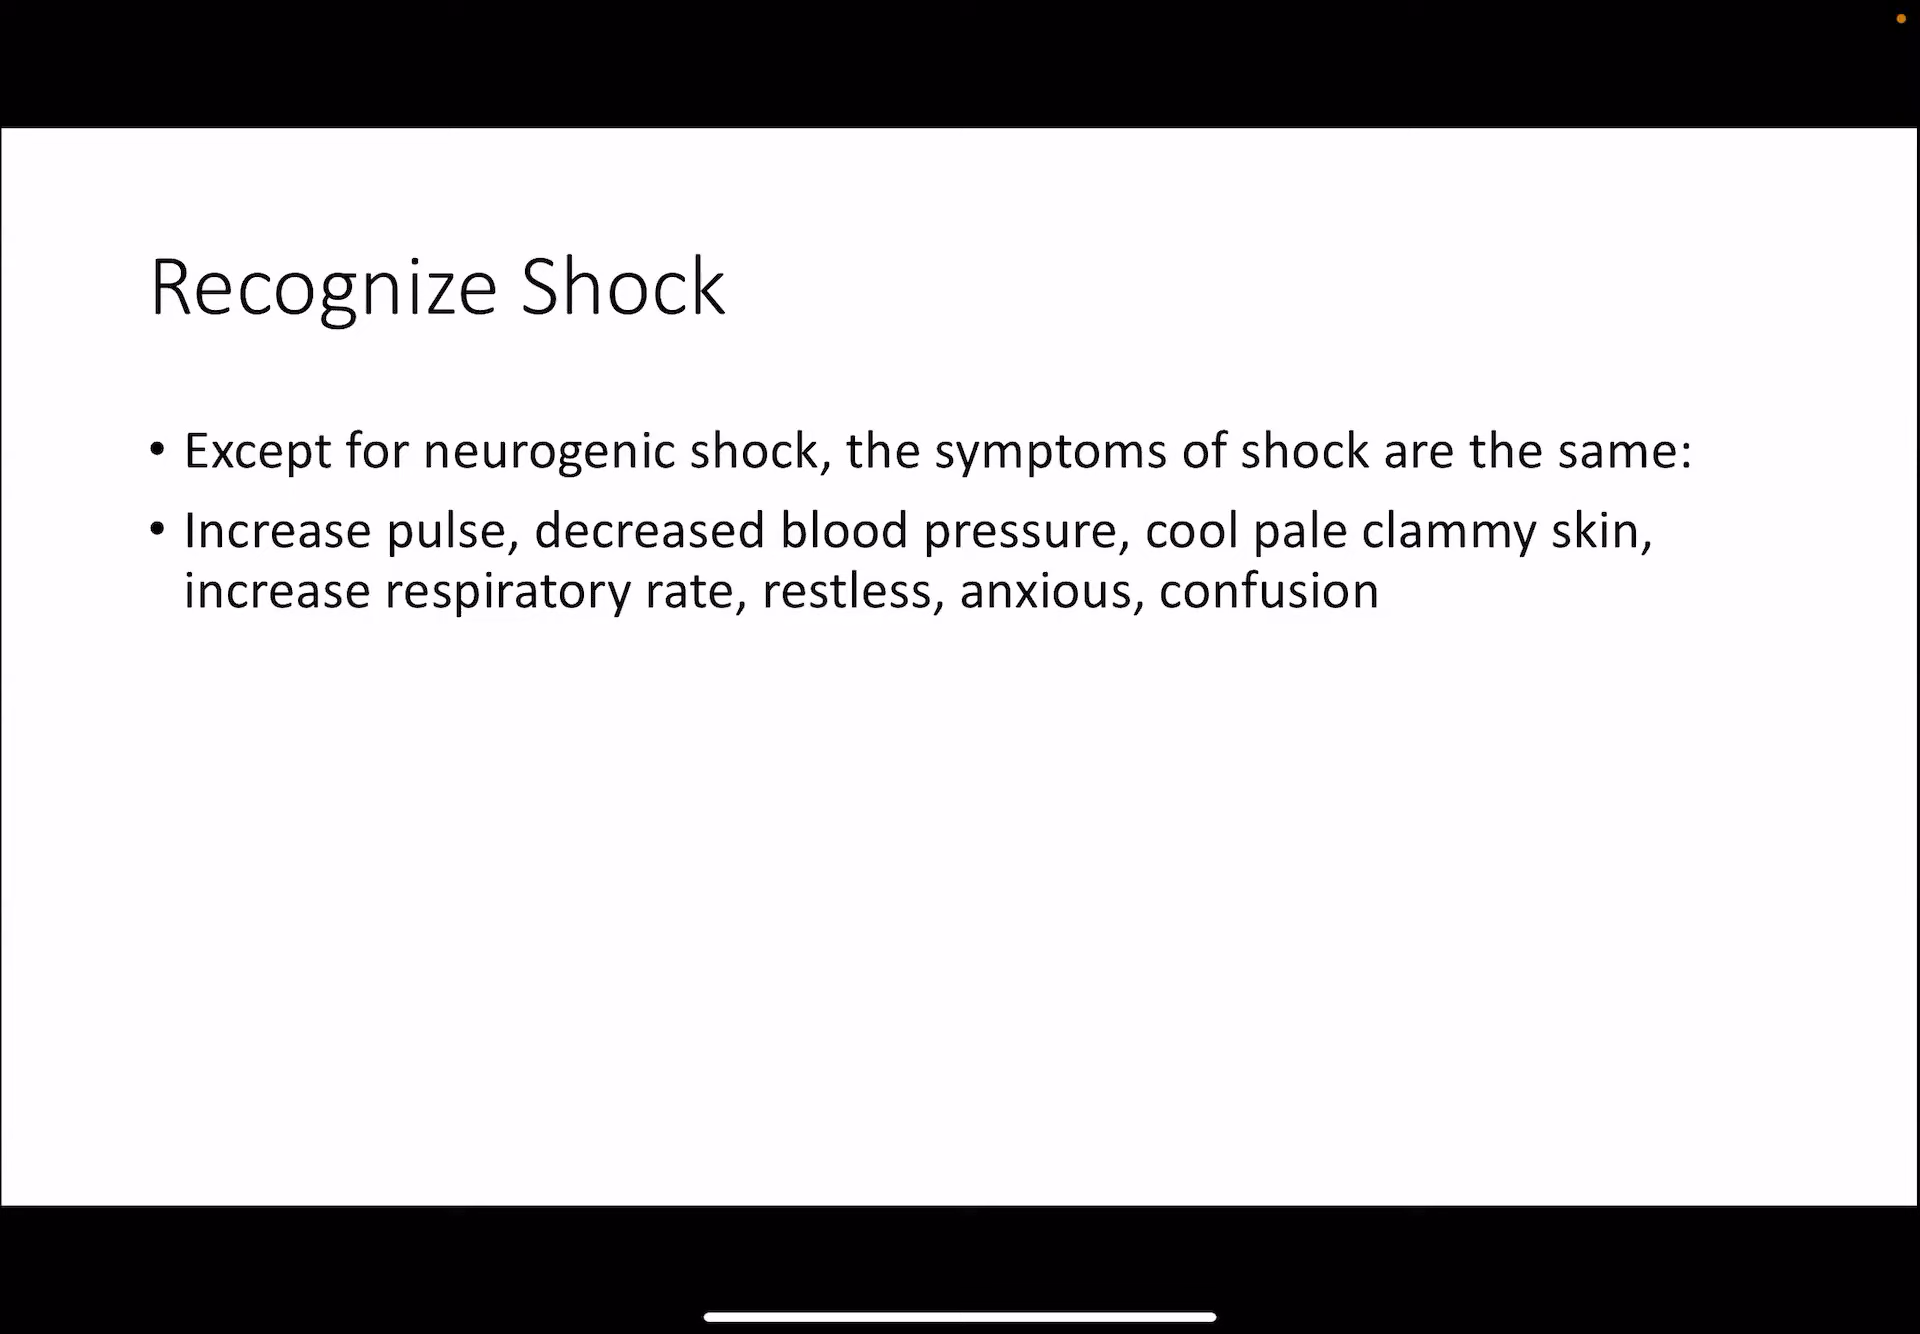 Recognize Shock
• Except for neurogenic shock, the symptoms of shock are the same:
• Increase pulse, decreased blood pressure, cool pale clammy skin,
increase respiratory rate, restless, anxious, confusion